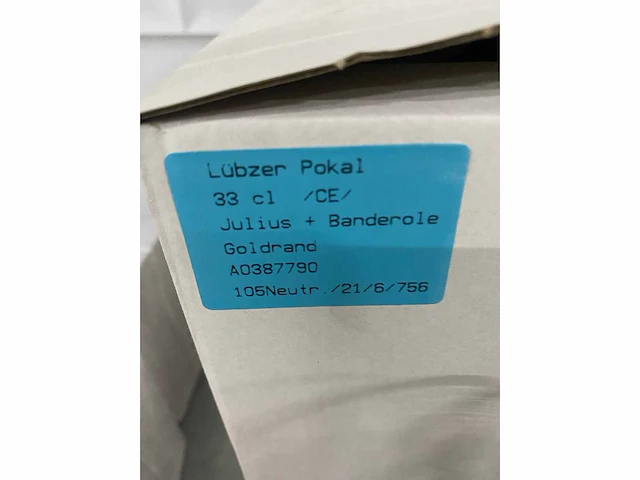 Lübzer Pokal
33 cl /CE/
Julius + Banderole
Goldrand
A0387790
105Neutr./21/6/756